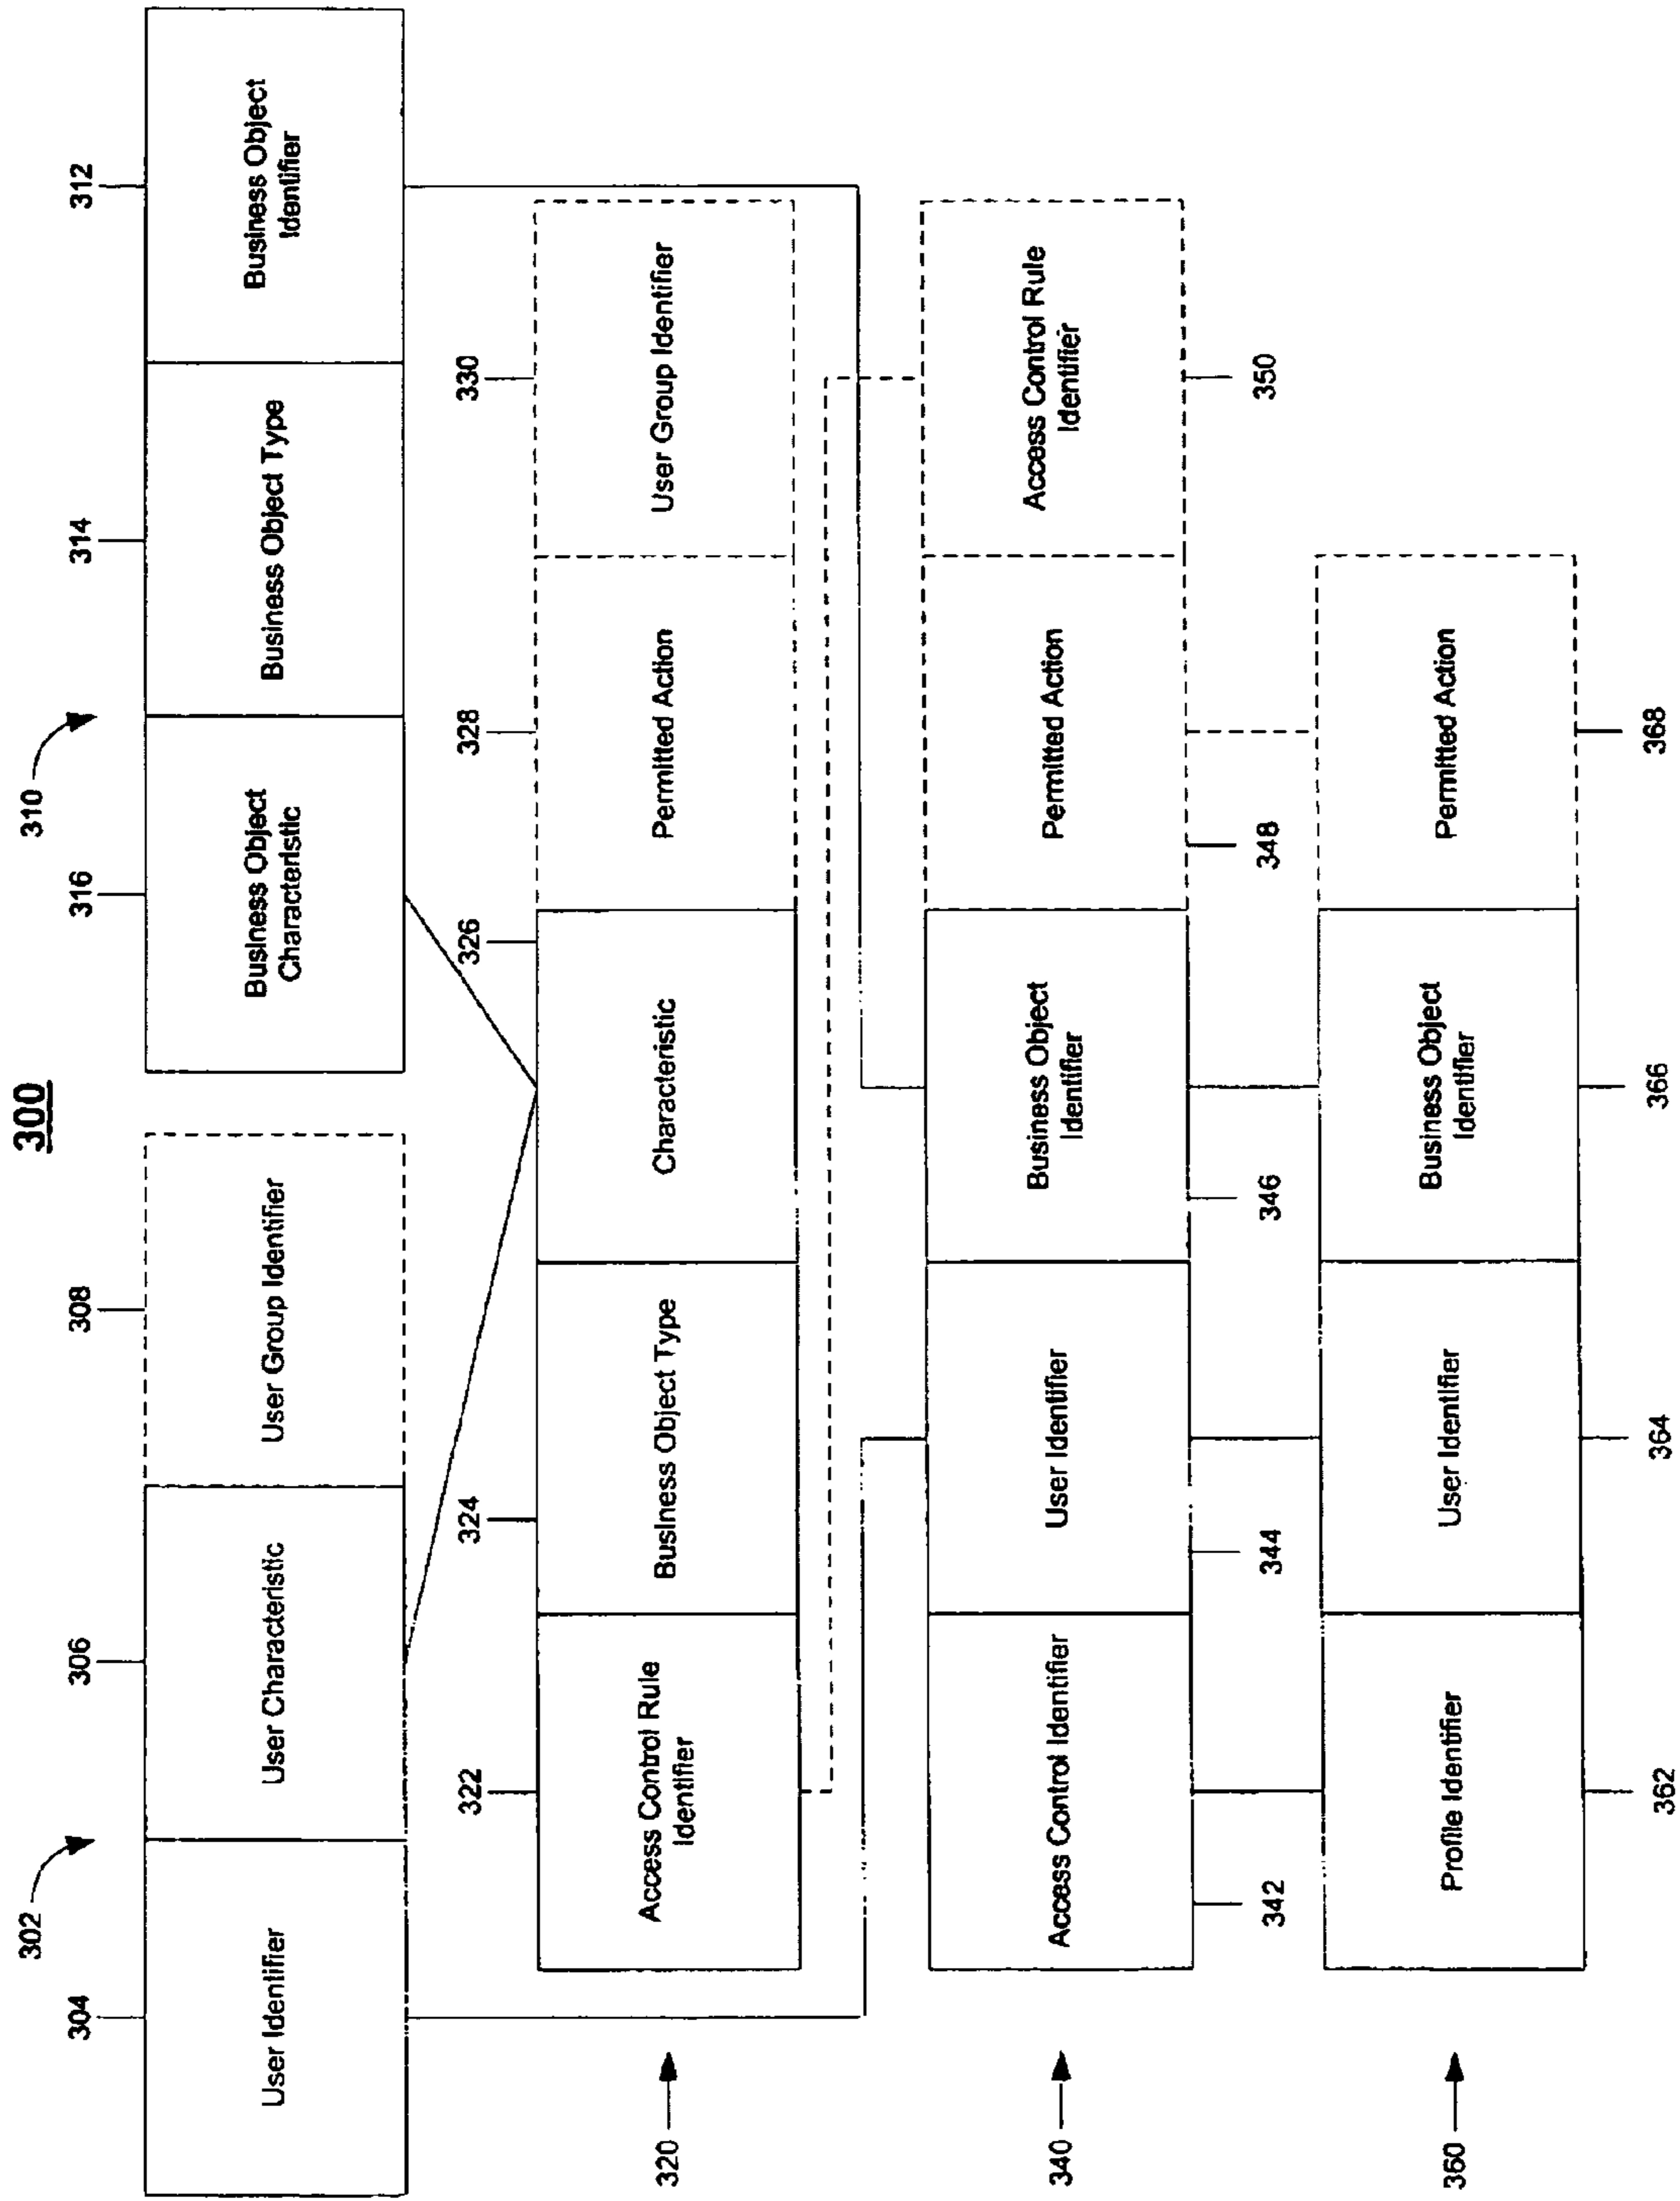 300
302
310
304
306
308
316
314
312
User Identifier
User Characteristic
User Group Identifier
Business Object
Characteristic
Business Object Type
Business Object
Identifier
322
324
326
328
330
320
Access Control Rule
Identifier
Business Object Type
Characteristic
Permitted Action
User Group Identifier
340
Access Control Identifier
User Identifier
Business Object
Identifier
Permitted Action
Access Control Rule
Identifier
342
344
346
348
350
360
Profile Identifier
User Identifier
Business Object
Identifier
Permitted Action
362
364
366
368